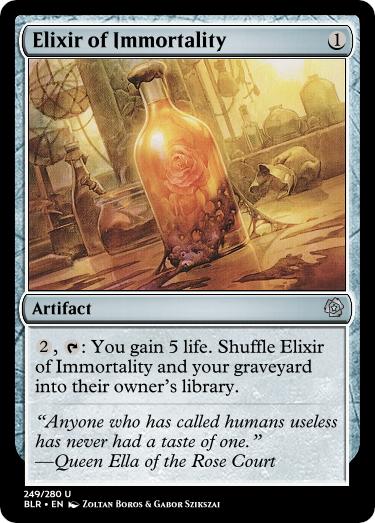 Elixir of Immortality 1
Artifact
2, : You gain 5 life. Shuffle Elixir
of Immortality and your graveyard
into their owner's library.
“Anyone who has called humans useless
has never had a taste of one.”
—Queen Ella of the Rose Court
249/280 U
BLR • EN Zoltan Boros & Gabor Szikszai